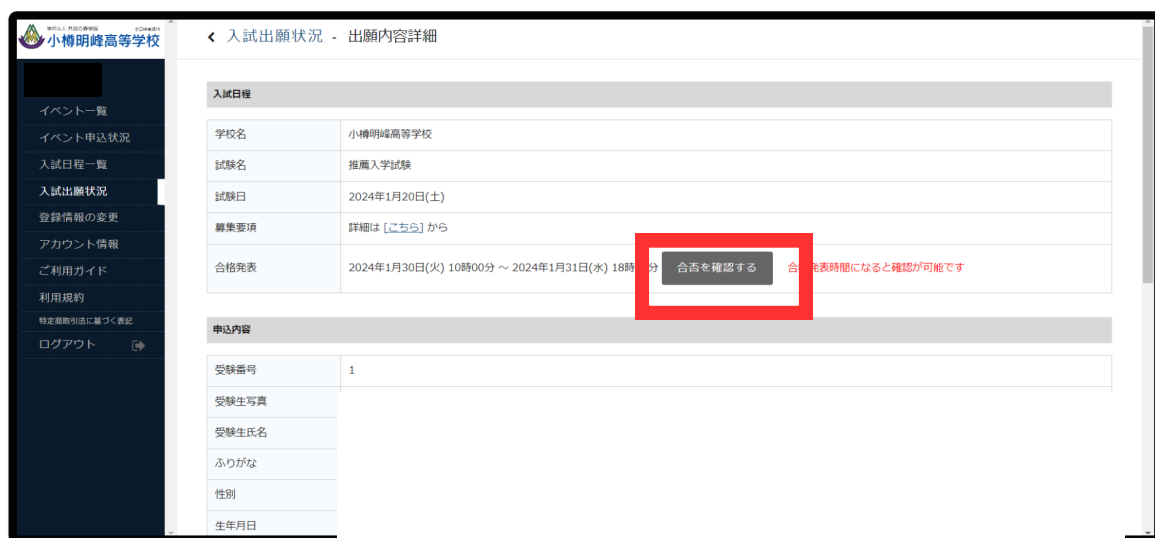 小樽明峰高等学校
イベント一覧
イベント申込状況
入試日程一覧
入試出願状況
登録情報の変更
アカウント情報
ご利用ガイド
利用規約
特定商取引法に基づく表記
ログアウト
入試出願状況 - 出願内容詳細
入試日程
学校名 小樽明峰高等学校
試験名 推薦入学試験
試験日 2024年1月20日(土)
募集要項 詳細は [こちら] から
合格発表 2024年1月30日(火) 10時00分 ～ 2024年1月31日(水) 18時 分 合否を確認する 合 発表時間になると確認が可能です
申込内容
受験番号 1
受験生写真
受験生氏名
ふりがな
性別
生年月日